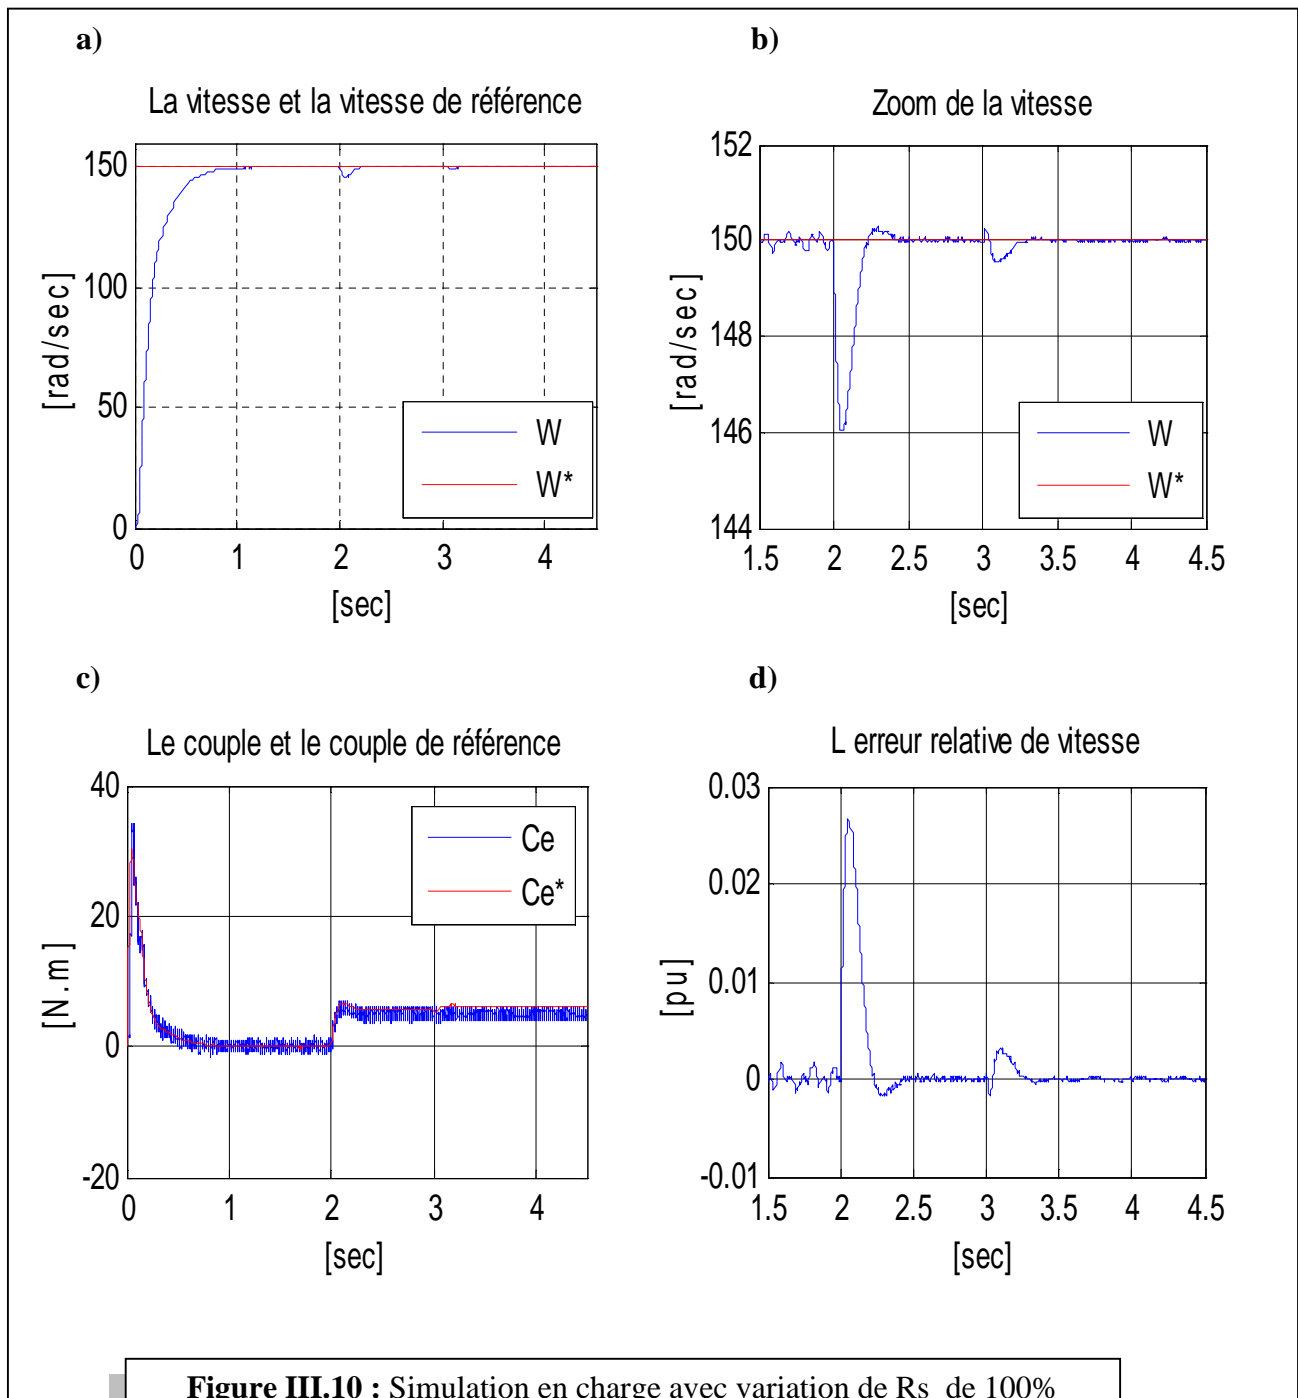 a)
La vitesse et la vitesse de référence
150
100
50
0
[rad/sec]
W
W*
0 1 2 3 4
[sec]
b)
Zoom de la vitesse
152
150
148
146
144
[rad/sec]
W
W*
1.5 2 2.5 3 3.5 4 4.5
[sec]
c)
Le couple et le couple de référence
40
20
0
-20
[N.m]
Ce
Ce*
0 1 2 3 4
[sec]
d)
L erreur relative de vitesse
0.03
0.02
0.01
0
-0.01
[pu]
1.5 2 2.5 3 3.5 4 4.5
[sec]
Figure III.10 : Simulation en charge avec variation de Rs de 100%